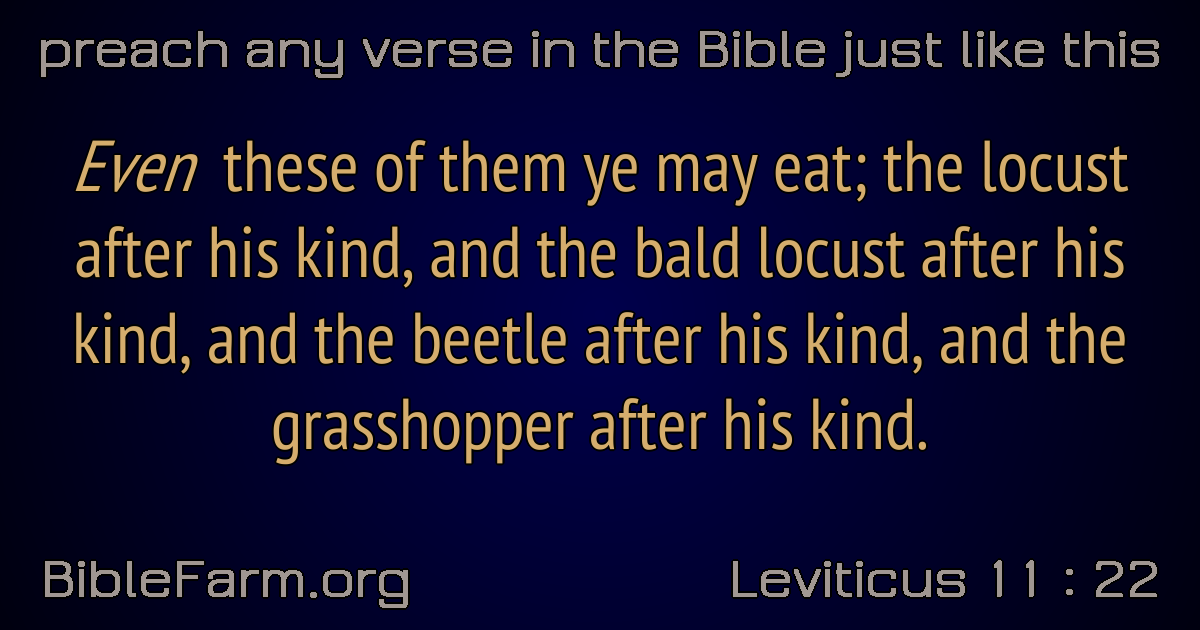 preach any verse in the Bible just like this
Even these of them ye may eat; the locust
after his kind, and the bald locust after his
kind, and the beetle after his kind, and the
grasshopper after his kind.
BibleFarm.org
Leviticus 11 : 22